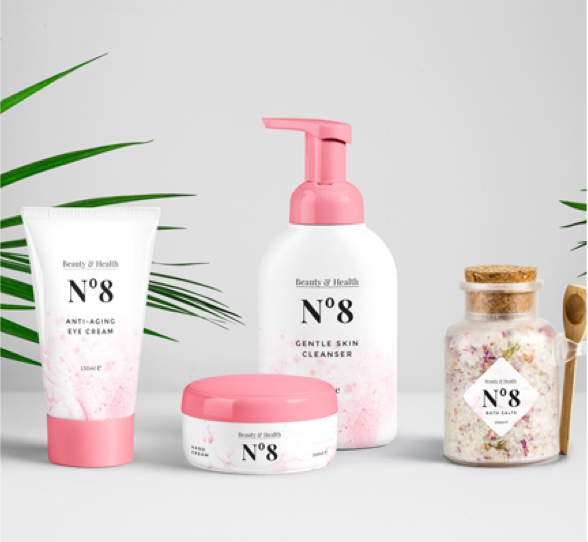 Beauty & Health
Nº8
ANTI-AGING
EYE CREAM
150ml e
Beauty & Health
Nº8
GENTLE SKIN
CLEANSER
e
Beauty & Health
HAND
CREAM
Nº8
Beauty & Health
Nº8
BATH SALTS